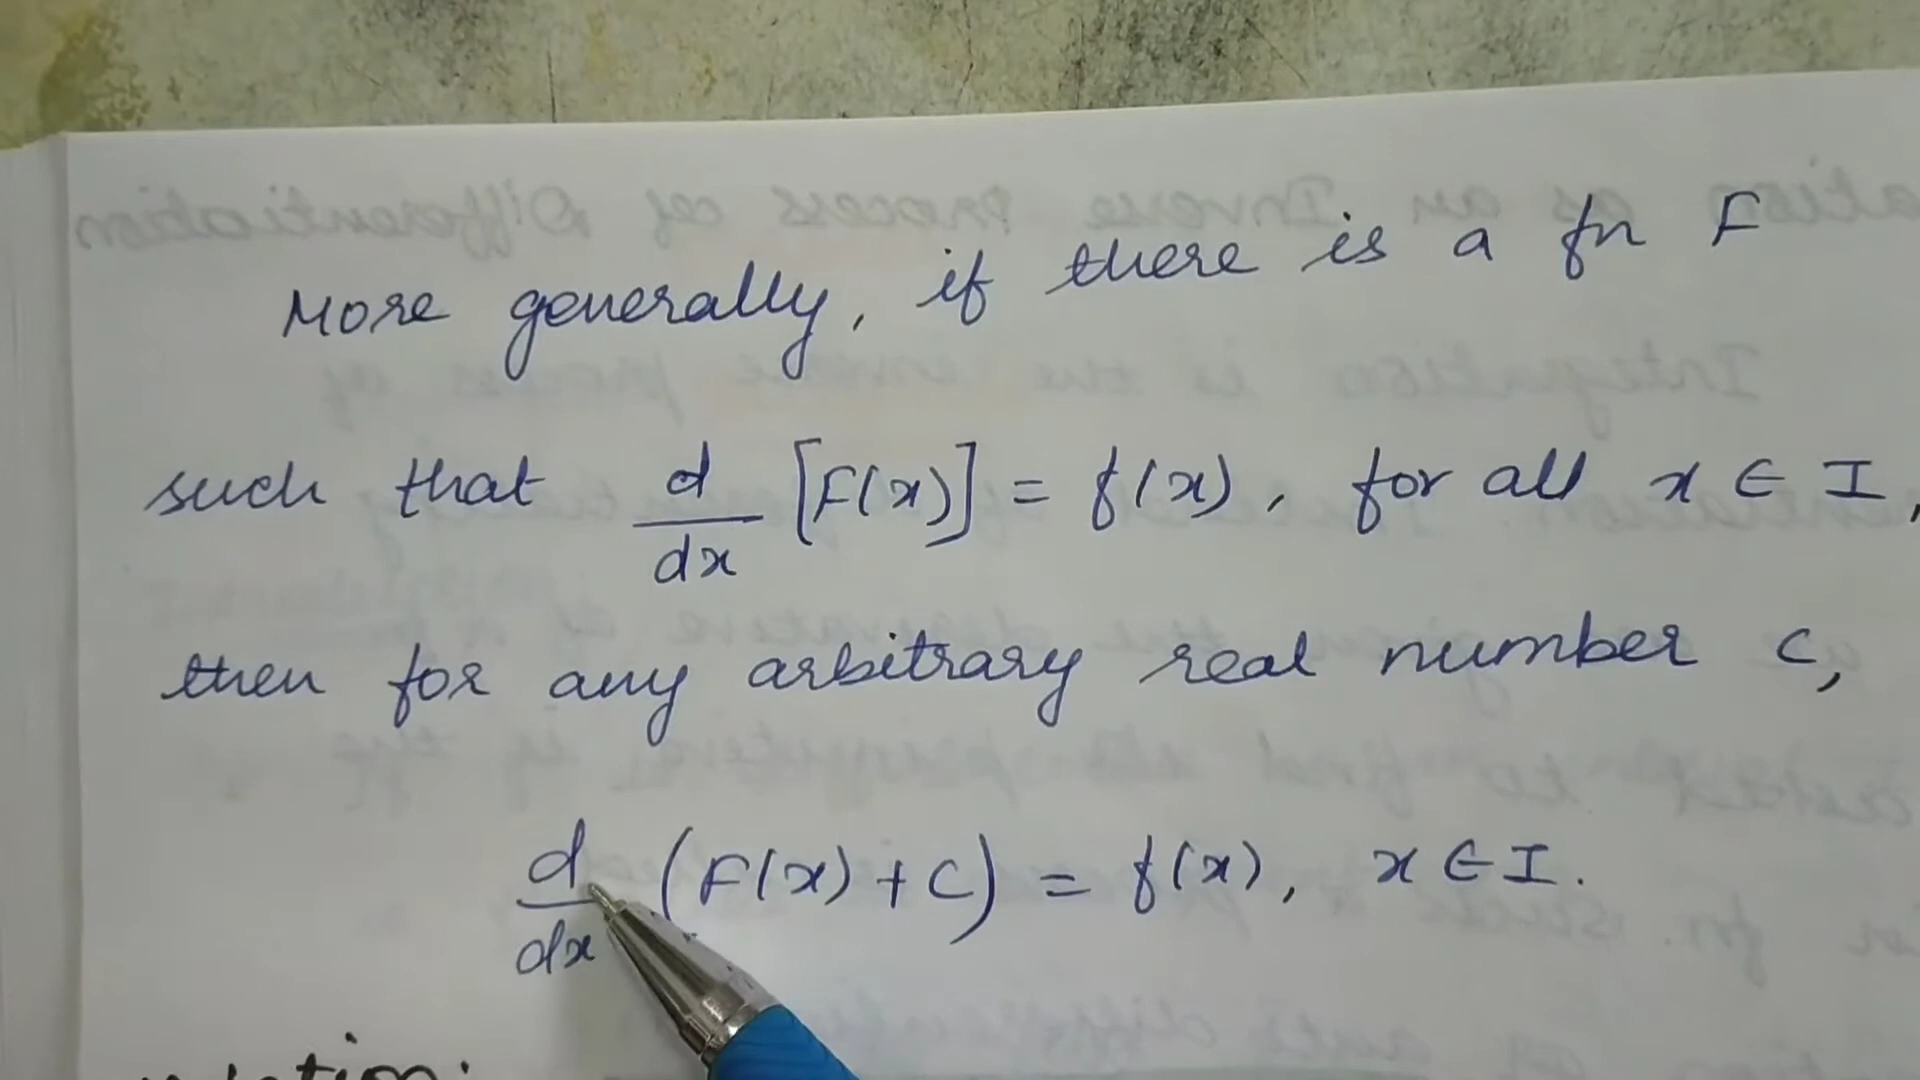 More generally, if there is a fn F
such that d/dx [F(x)] = f(x), for all x ∈ I,
then for any arbitrary real number C,
d/dx (F(x) + C) = f(x), x ∈ I.